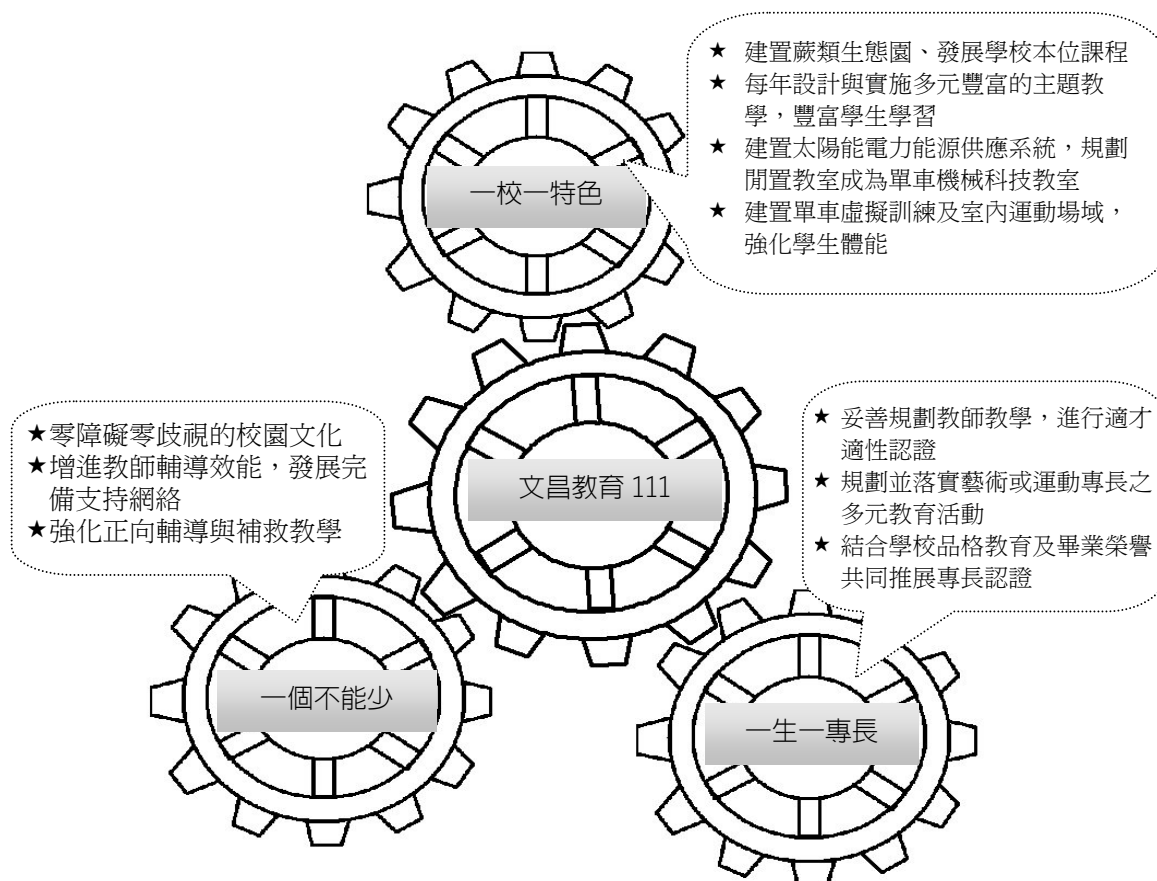 ★ 建置蕨類生態園、發展學校本位課程
★ 每年設計與實施多元豐富的主題教
學，豐富學生學習
★ 建置太陽能電力能源供應系統，規劃
閒置教室成為單車機械科技教室
★ 建置單車虛擬訓練及室內運動場域，
強化學生體能
一校一特色
文昌教育 111
★零障礙零歧視的校園文化
★增進教師輔導效能，發展完
備支持網絡
★強化正向輔導與補救教學
一個不能少
★ 妥善規劃教師教學，進行適才
適性認證
★ 規劃並落實藝術或運動專長之
多元教育活動
★ 結合學校品格教育及畢業榮譽
共同推展專長認證
一生一專長